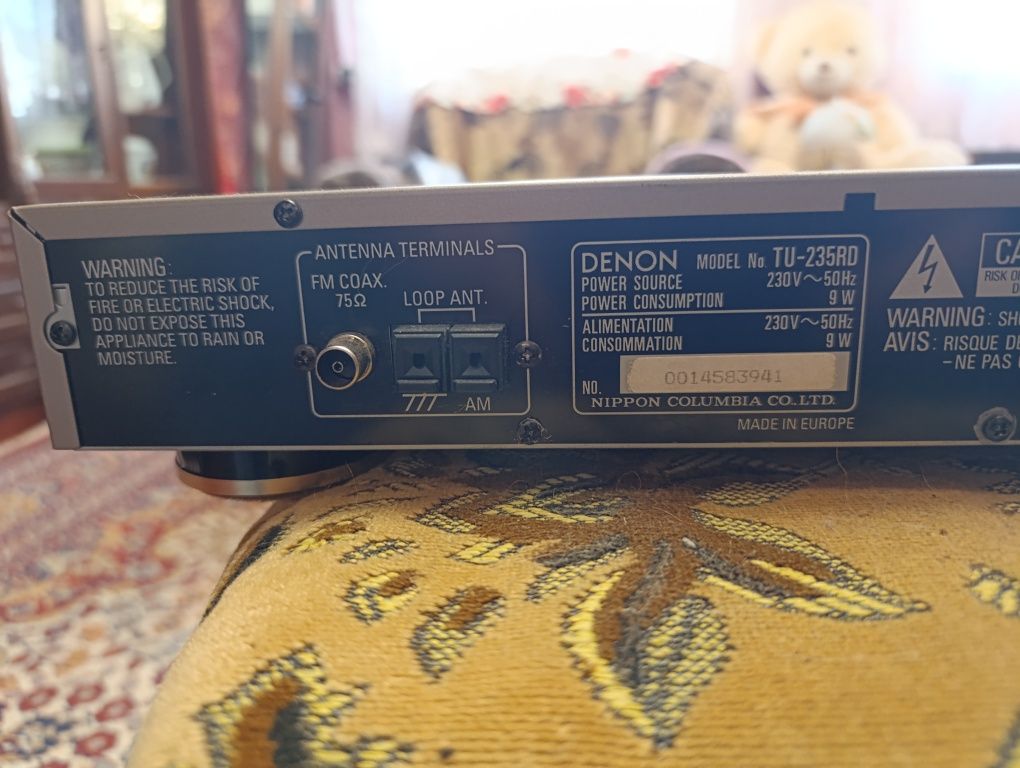 WARNING:
TO REDUCE THE RISK OF
FIRE OR ELECTRIC SHOCK,
DO NOT EXPOSE THIS
APPLIANCE TO RAIN OR
MOISTURE.
ANTENNA TERMINALS
FM COAX.
75Ω
LOOP ANT.
AM
DENON MODEL No. TU-235RD
POWER SOURCE 230V~50Hz
POWER CONSUMPTION 9 W
ALIMENTATION 230V~50Hz
CONSOMMATION 9 W
NO. 0014583941
NIPPON COLUMBIA CO.,LTD.
MADE IN EUROPE
WARNING:
AVIS: RISQUE
–NE PAS